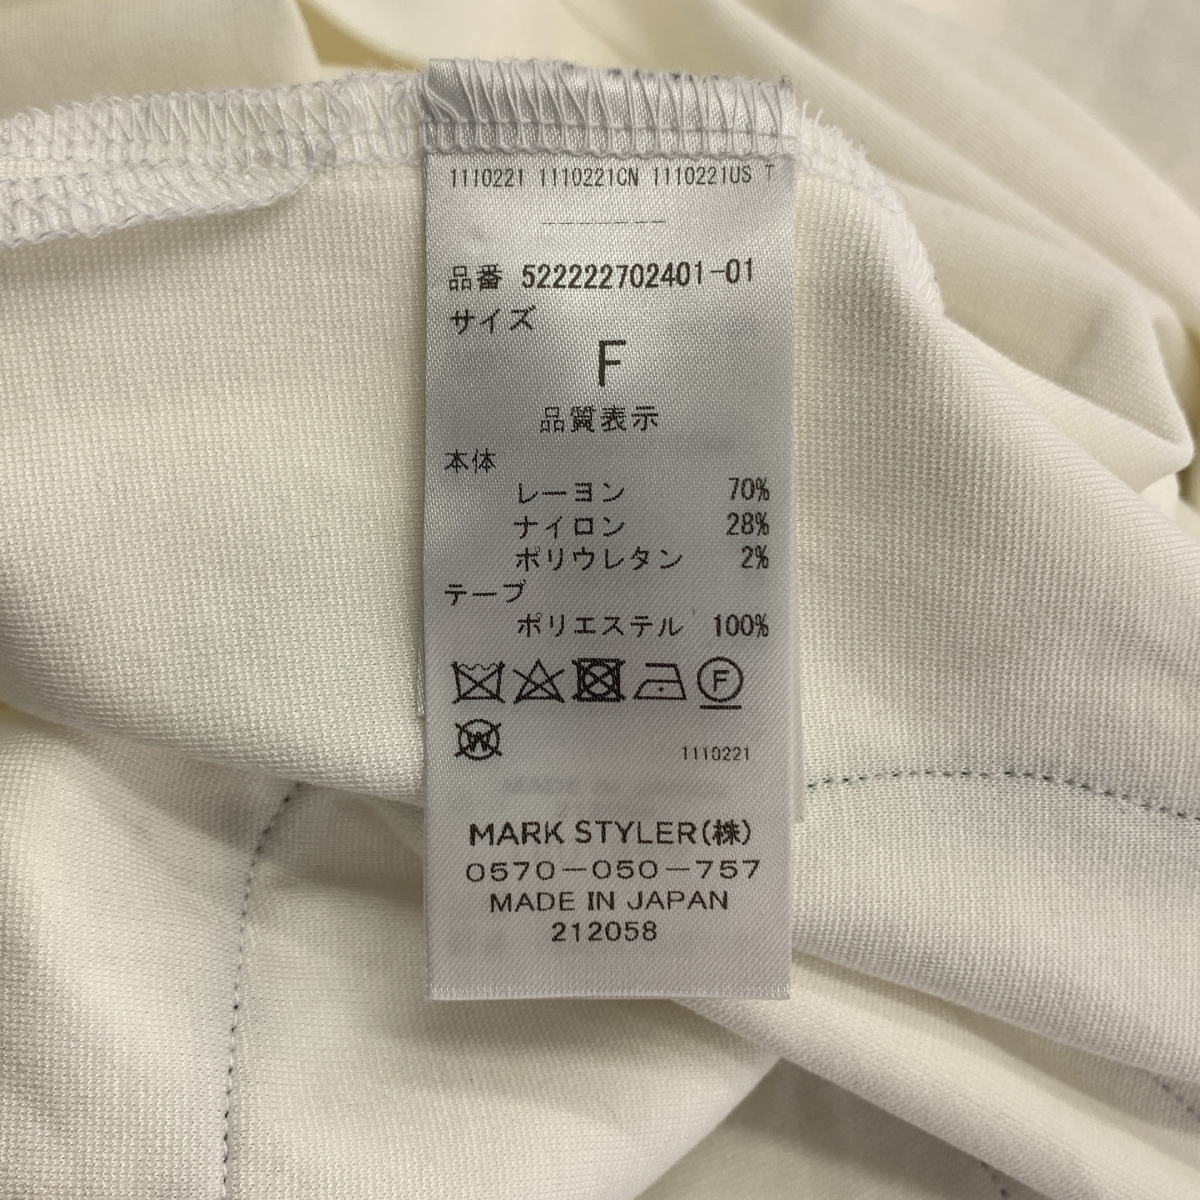 1110221 1110221CN 1110221US T
品番 522222702401-01
サイズ
F
品質表示
本体
レーヨン 70%
ナイロン 28%
ポリウレタン 2%
テープ
ポリエステル 100%
F
W
1110221
MARK STYLER(株)
0570-050-757
MADE IN JAPAN
212058